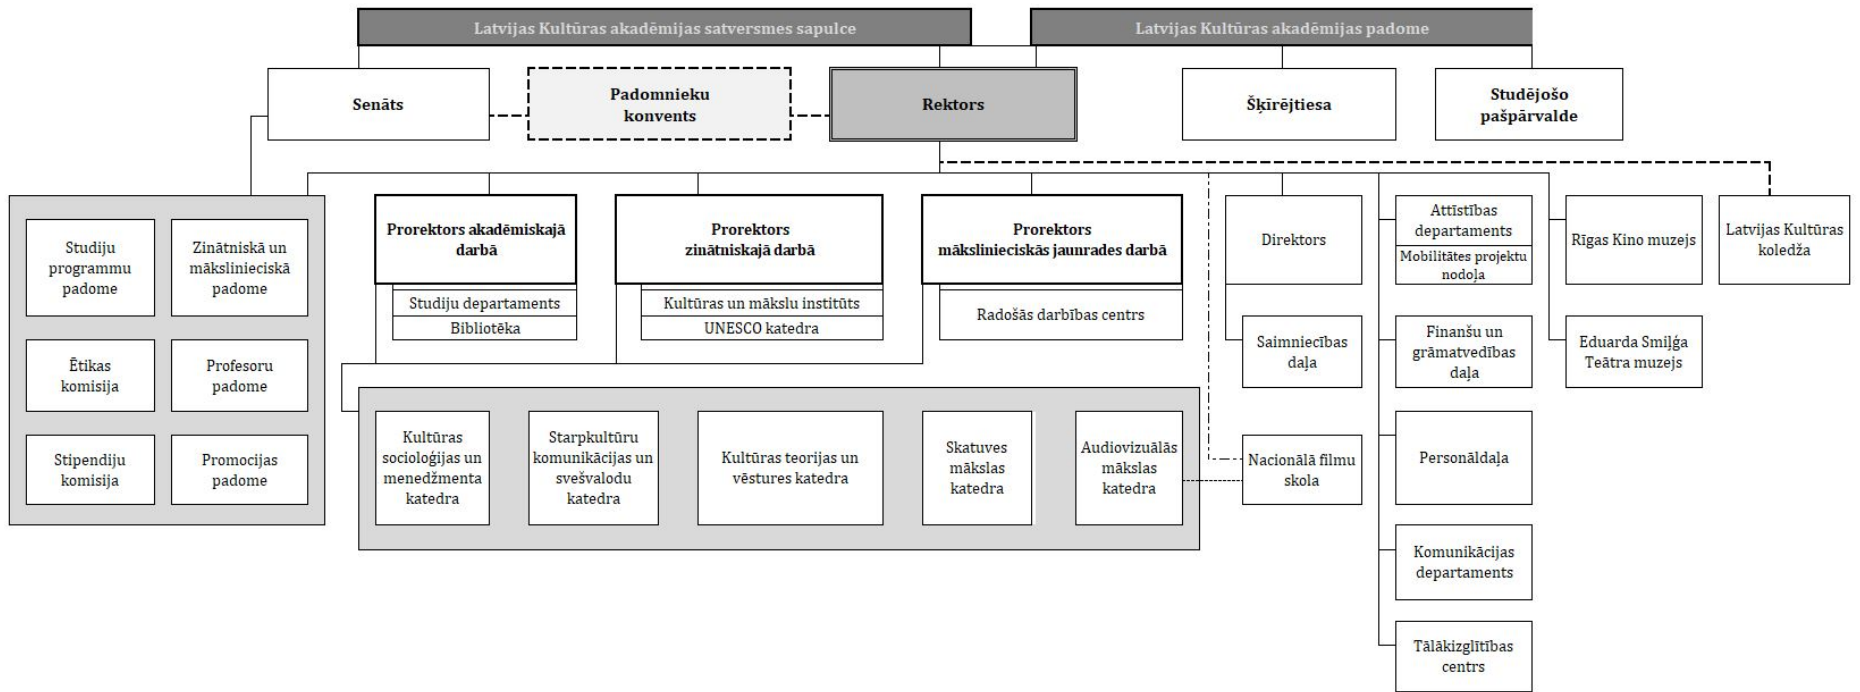 Latvijas Kultūras akadēmijas satversmes sapulce
Latvijas Kultūras akadēmijas padome
Senāts
Padomnieku
konvents
Rektors
Šķīrējtiesa
Studējošo
pašpārvalde
Studiju
programmu
padome
Zinātniskā un
mākslinieciskā
padome
Ētikas
komisija
Profesoru
padome
Stipendiju
komisija
Promocijas
padome
Prorektors akadēmiskajā
darbā
Studiju departaments
Bibliotēka
Prorektors
zinātniskajā darbā
Kultūras un mākslu institūts
UNESCO katedra
Prorektors
mākslinieciskās jaunrades darbā
Radošās darbības centrs
Kultūras
socioloģijas un
menedžmenta
katedra
Starpkultūru
komunikācijas un
svešvalodu
katedra
Kultūras teorijas un
vēstures katedra
Skatuves
mākslas
katedra
Audiovizuālās
mākslas
katedra
Direktors
Saimniecības
daļa
Nacionālā filmu
skola
Attīstības
departaments
Mobilitātes projektu
nodoļa
Finanšu un
grāmatvedības
daļa
Personāldaļa
Komunikācijas
departaments
Tālākizglītības
centrs
Rīgas Kino muzejs
Eduarda Smiļģa
Teātra muzejs
Latvijas Kultūras
koledža